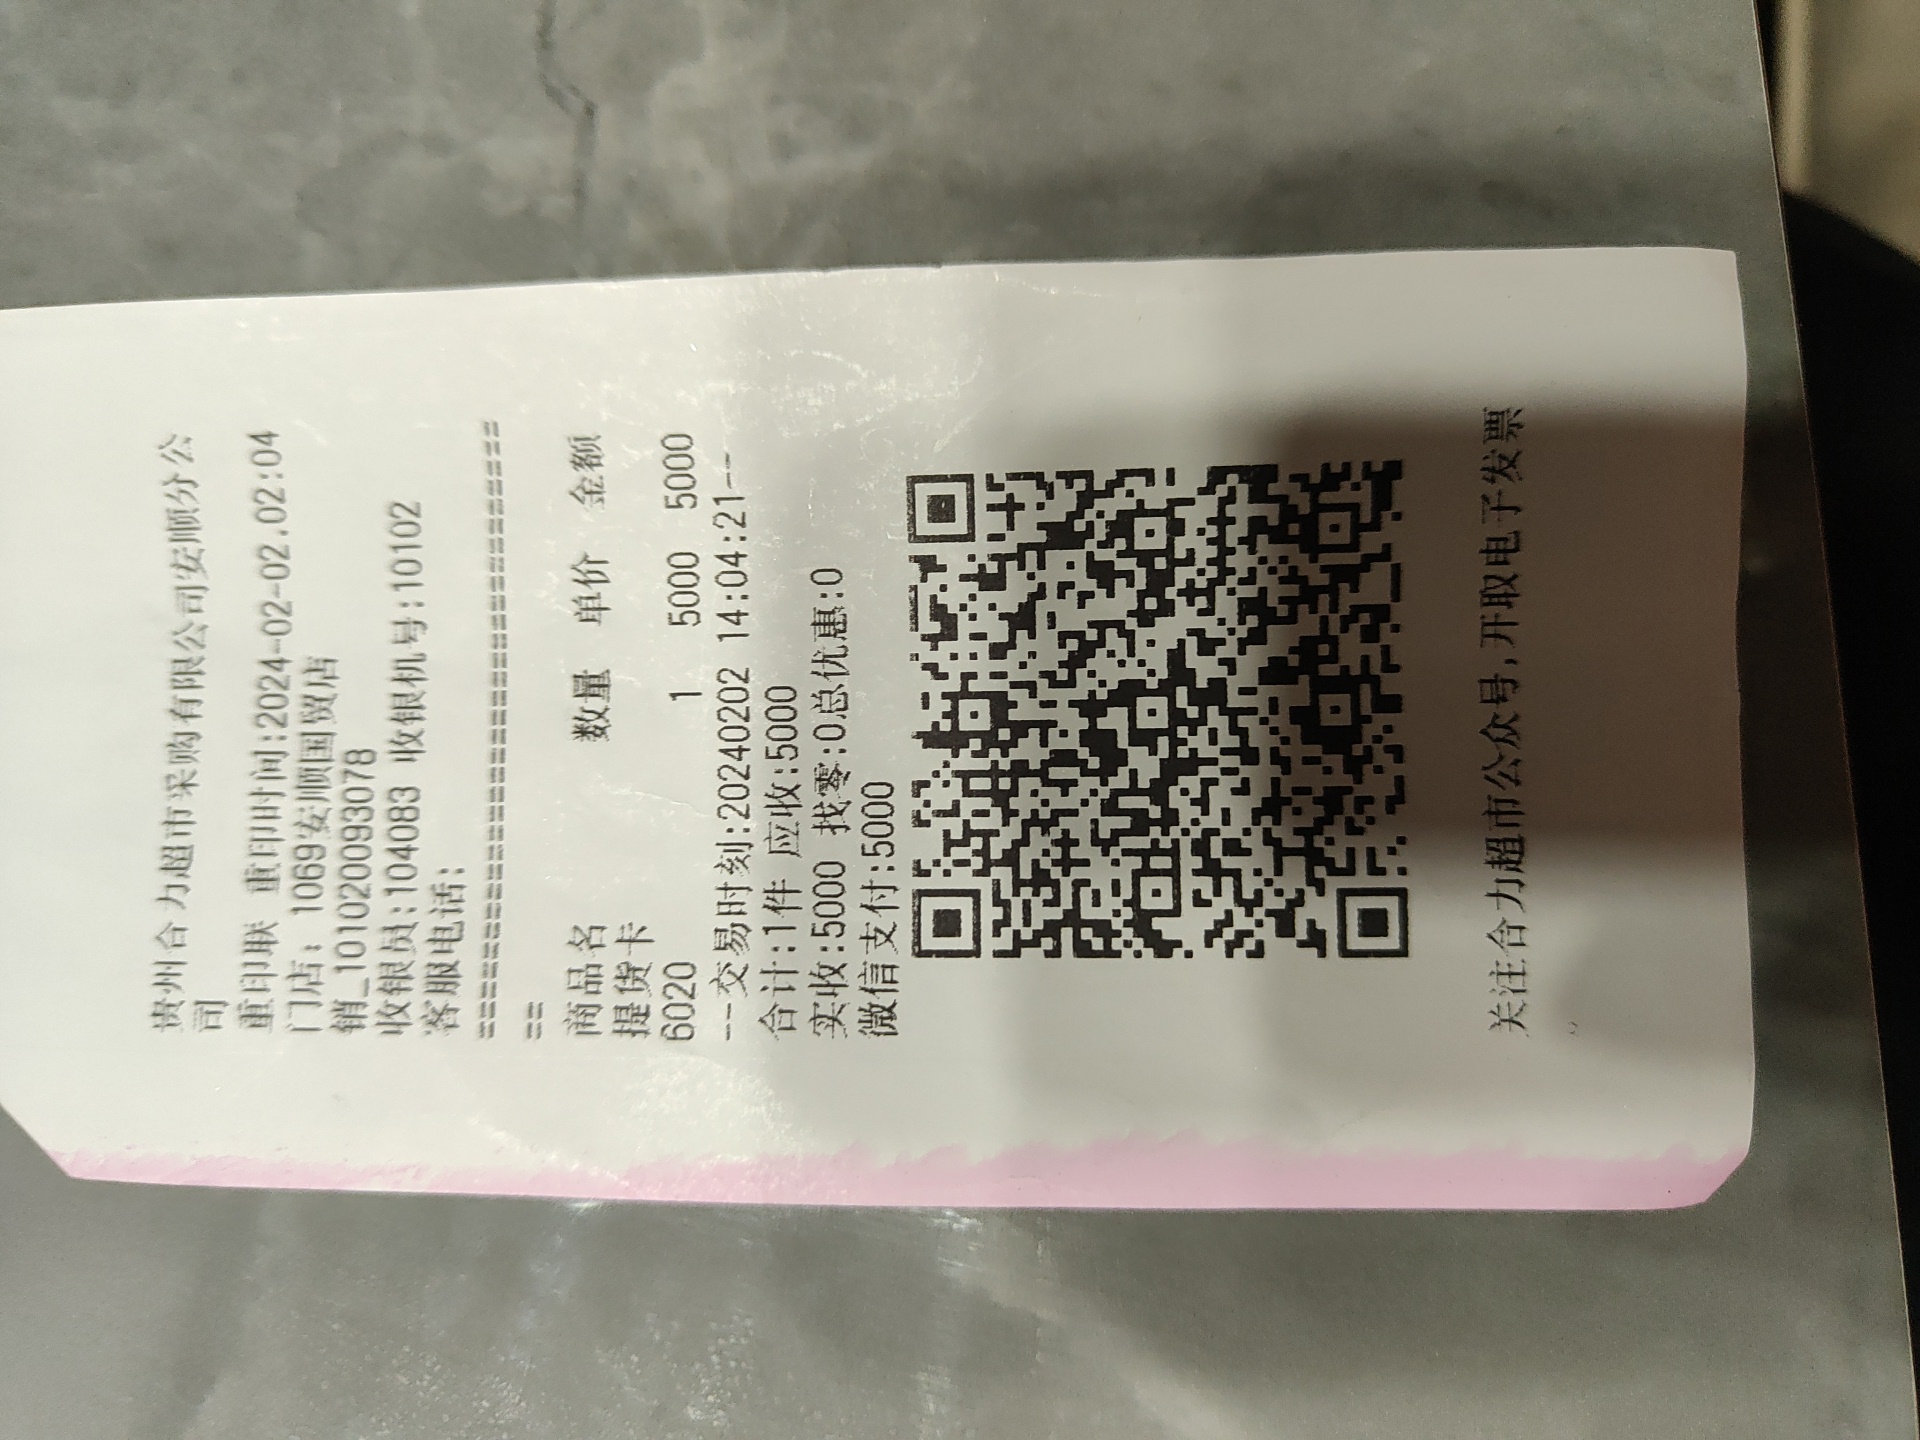 贵州合力超市采购有限公司安顺分公
司
重印联 重印时间:2024-02-02.02:04
门店: 1069安顺国贸店
销_101020093078
收银员:104083 收银机号:10102
客服电话:
==========================================
==
商品名 数量 单价 金额
提货卡
6020 1 5000 5000
--交易时刻:20240202 14:04:21--
合计:1件 应收:5000
实收:5000 找零:0总优惠:0
微信支付:5000
关注合力超市公众号,开取电子发票